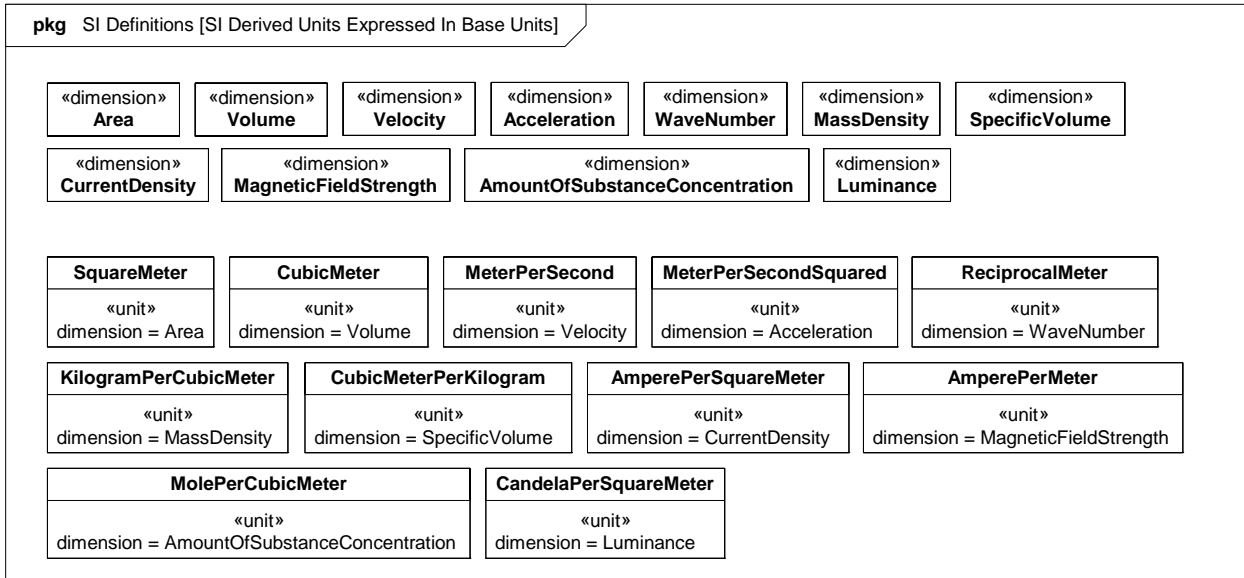 pkg SI Definitions [SI Derived Units Expressed In Base Units]
«dimension» «dimension» «dimension» «dimension» «dimension» «dimension» «dimension»
Area Volume Velocity Acceleration WaveNumber MassDensity SpecificVolume
«dimension» «dimension» «dimension» «dimension»
CurrentDensity MagneticFieldStrength AmountOfSubstanceConcentration Luminance
SquareMeter CubicMeter MeterPerSecond MeterPerSecondSquared ReciprocalMeter
«unit» «unit» «unit» «unit» «unit»
dimension = Area dimension = Volume dimension = Velocity dimension = Acceleration dimension = WaveNumber
KilogramPerCubicMeter CubicMeterPerKilogram AmperePerSquareMeter AmperePerMeter
«unit» «unit» «unit» «unit»
dimension = MassDensity dimension = SpecificVolume dimension = CurrentDensity dimension = MagneticFieldStrength
MolePerCubicMeter CandelaPerSquareMeter
«unit» «unit»
dimension = AmountOfSubstanceConcentration dimension = Luminance